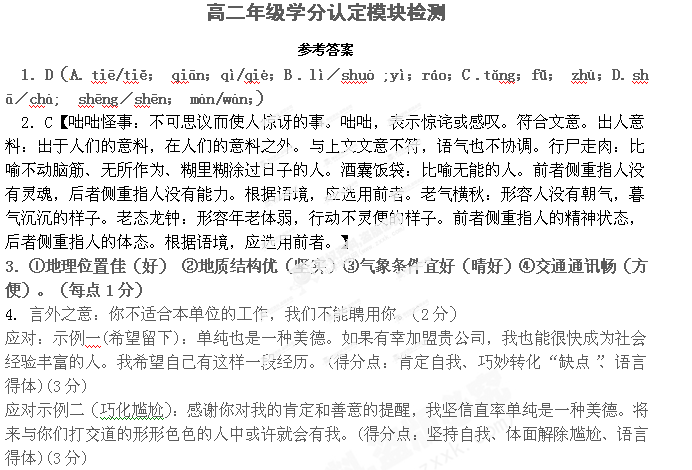 高二年级学分认定模块检测
参考答案
1. D（A. tiē/tiě； qiān；qì/qiè；B．lì／shuò ;yì; ráo；C．tǎng；fū； zhù；D. sh
ā／chà； shēng／shēn； mán/wán；）
2. C【咄咄怪事：不可思议而使人惊讶的事。咄咄，表示惊诧或感叹。符合文意。出人意
料：出于人们的意料，在人们的意料之外。与上文文意不符，语气也不协调。行尸走肉：比
喻不动脑筋、无所作为、糊里糊涂过日子的人。酒囊饭袋：比喻无能的人。前者侧重指人没
有灵魂，后者侧重指人没有能力。根据语境，应选用前者。老气横秋：形容人没有朝气，暮
气沉沉的样子。老态龙钟：形容年老体弱，行动不灵便的样子。前者侧重指人的精神状态，
后者侧重指人的体态。根据语境，应选用前者。】
3. ①地理位置佳（好） ②地质结构优（坚实）③气象条件宜好（晴好）④交通通讯畅（方
便）。（每点1分）
4. 言外之意：你不适合本单位的工作，我们不能聘用你。（2分）
应对：示例一(希望留下)：单纯也是一种美德。如果有幸加盟贵公司，我也能很快成为社会
经验丰富的人。我希望自己有这样一段经历。(得分点：肯定自我、巧妙转化“缺点”、语言
得体)(3分)
应对示例二（巧化尴尬）：感谢你对我的肯定和善意的提醒，我坚信直率单纯是一种美德。将
来与你们打交道的形形色色的人中或许就会有我。(得分点：坚持自我、体面解除尴尬、语言
得体)(3分)